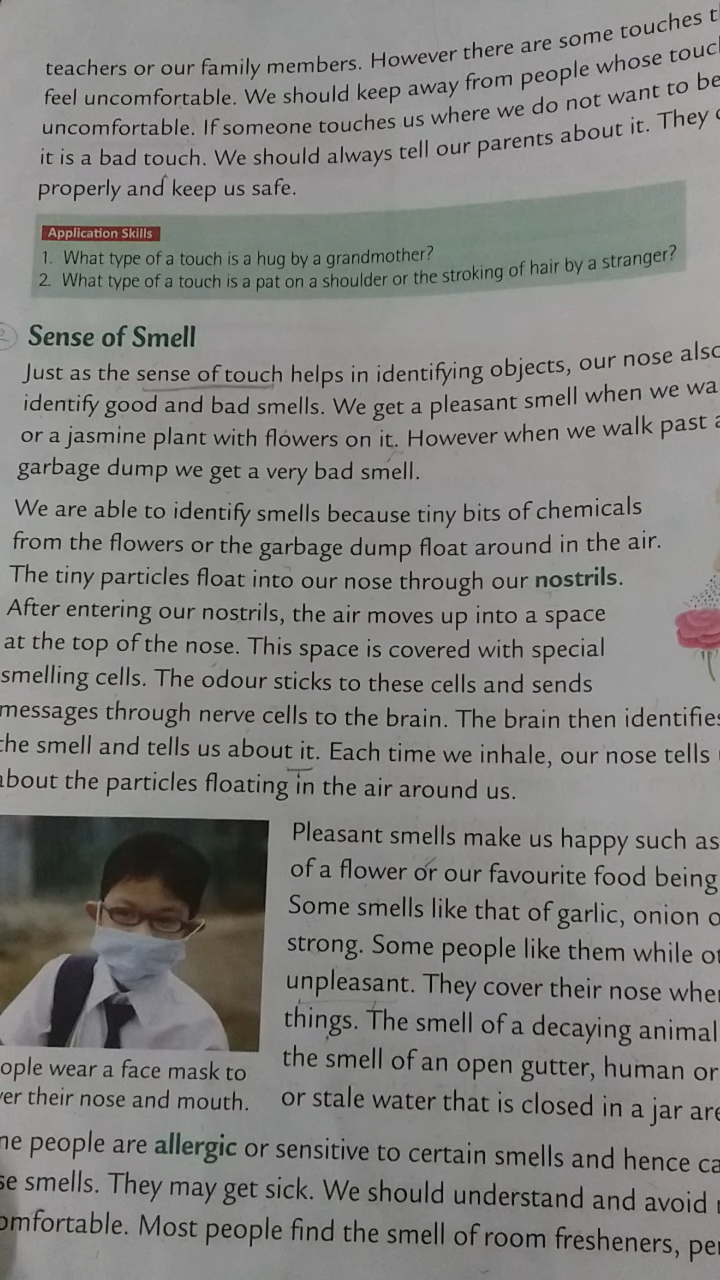 teachers or our family members. However there are some touches
feel uncomfortable. We should keep away from people whose
uncomfortable. If someone touches us where we do not want to be
it is a bad touch. We should always tell our parents about it. They
properly and keep us safe.
Application Skills
1. What type of a touch is a hug by a grandmother?
2. What type of a touch is a pat on a shoulder or the stroking of hair by a stranger?
Sense of Smell
Just as the sense of touch helps in identifying objects, our nose also
identify good and bad smells. We get a pleasant smell when we
or a jasmine plant with flowers on it. However when we walk past a
garbage dump we get a very bad smell.
We are able to identify smells because tiny bits of chemicals
from the flowers or the garbage dump float around in the air.
The tiny particles float into our nose through our nostrils.
After entering our nostrils, the air moves up into a space
at the top of the nose. This space is covered with special
smelling cells. The odour sticks to these cells and sends
messages through nerve cells to the brain. The brain then identifies
the smell and tells us about it. Each time we inhale, our nose tells
about the particles floating in the air around us.
Pleasant smells make us happy such as
of a flower or our favourite food being
Some smells like that of garlic, onion
strong. Some people like them while
unpleasant. They cover their nose
things. The smell of a decaying animal
the smell of an open gutter, human or
or stale water that is closed in a jar are
wear a face mask to
their nose and mouth.
people are allergic or sensitive to certain smells and hence
smells. They may get sick. We should understand and avoid
Most people find the smell of room fresheners,